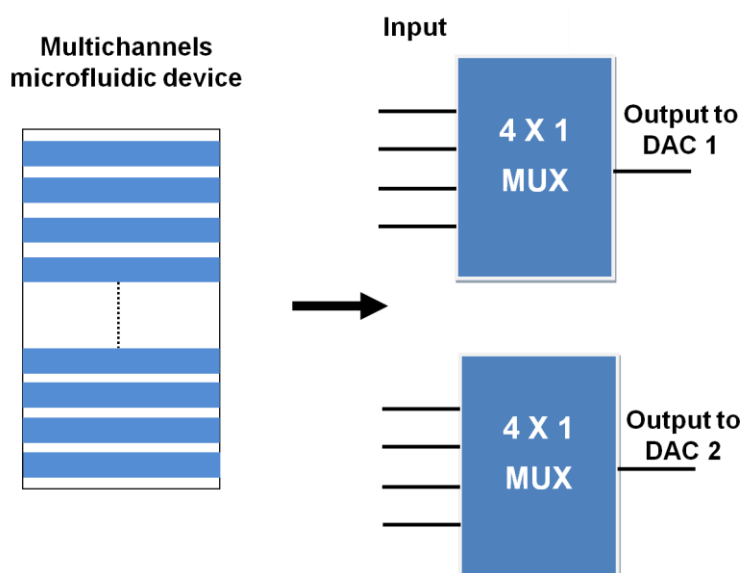 Multichannels
microfluidic device
Input
4 X 1
MUX
Output to
DAC 1
4 X 1
MUX
Output to
DAC 2